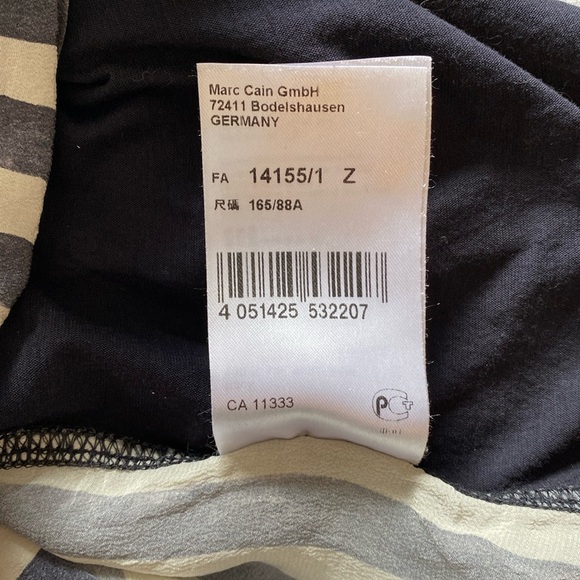 Marc Cain GmbH
72411 Bodelshausen
GERMANY
FA 14155/1 Z
尺碼 165/88A
4 051425 532207
CA 11333